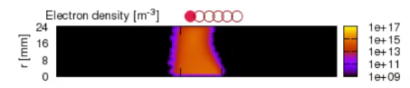 Electron density [m⁻³]
24
16
8
0
r [mm]
1e+17
1e+15
1e+13
1e+11
1e+09